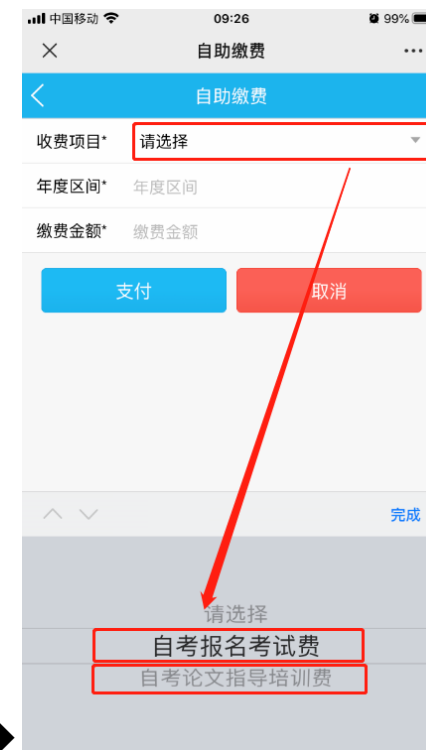 中国移动 09:26 99%
自助缴费
自助缴费
收费项目* 请选择
年度区间* 年度区间
缴费金额* 缴费金额
支付 取消
完成
请选择
自考报名考试费
自考论文指导培训费